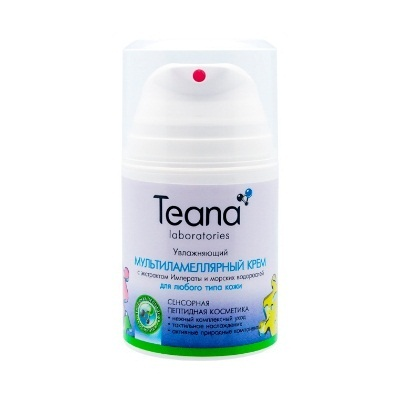 Teana
laboratories
Увлажняющий
МУЛЬТИЛАМЕЛЛЯРНЫЙ КРЕМ
с экстрактом Императы и морских водорослей
для любого типа кожи
СЕНСОРНАЯ
ПЕПТИДНАЯ КОСМЕТИКА
• нежный комплексный уход
• тактильное наслаждение
• активные природные компоненты